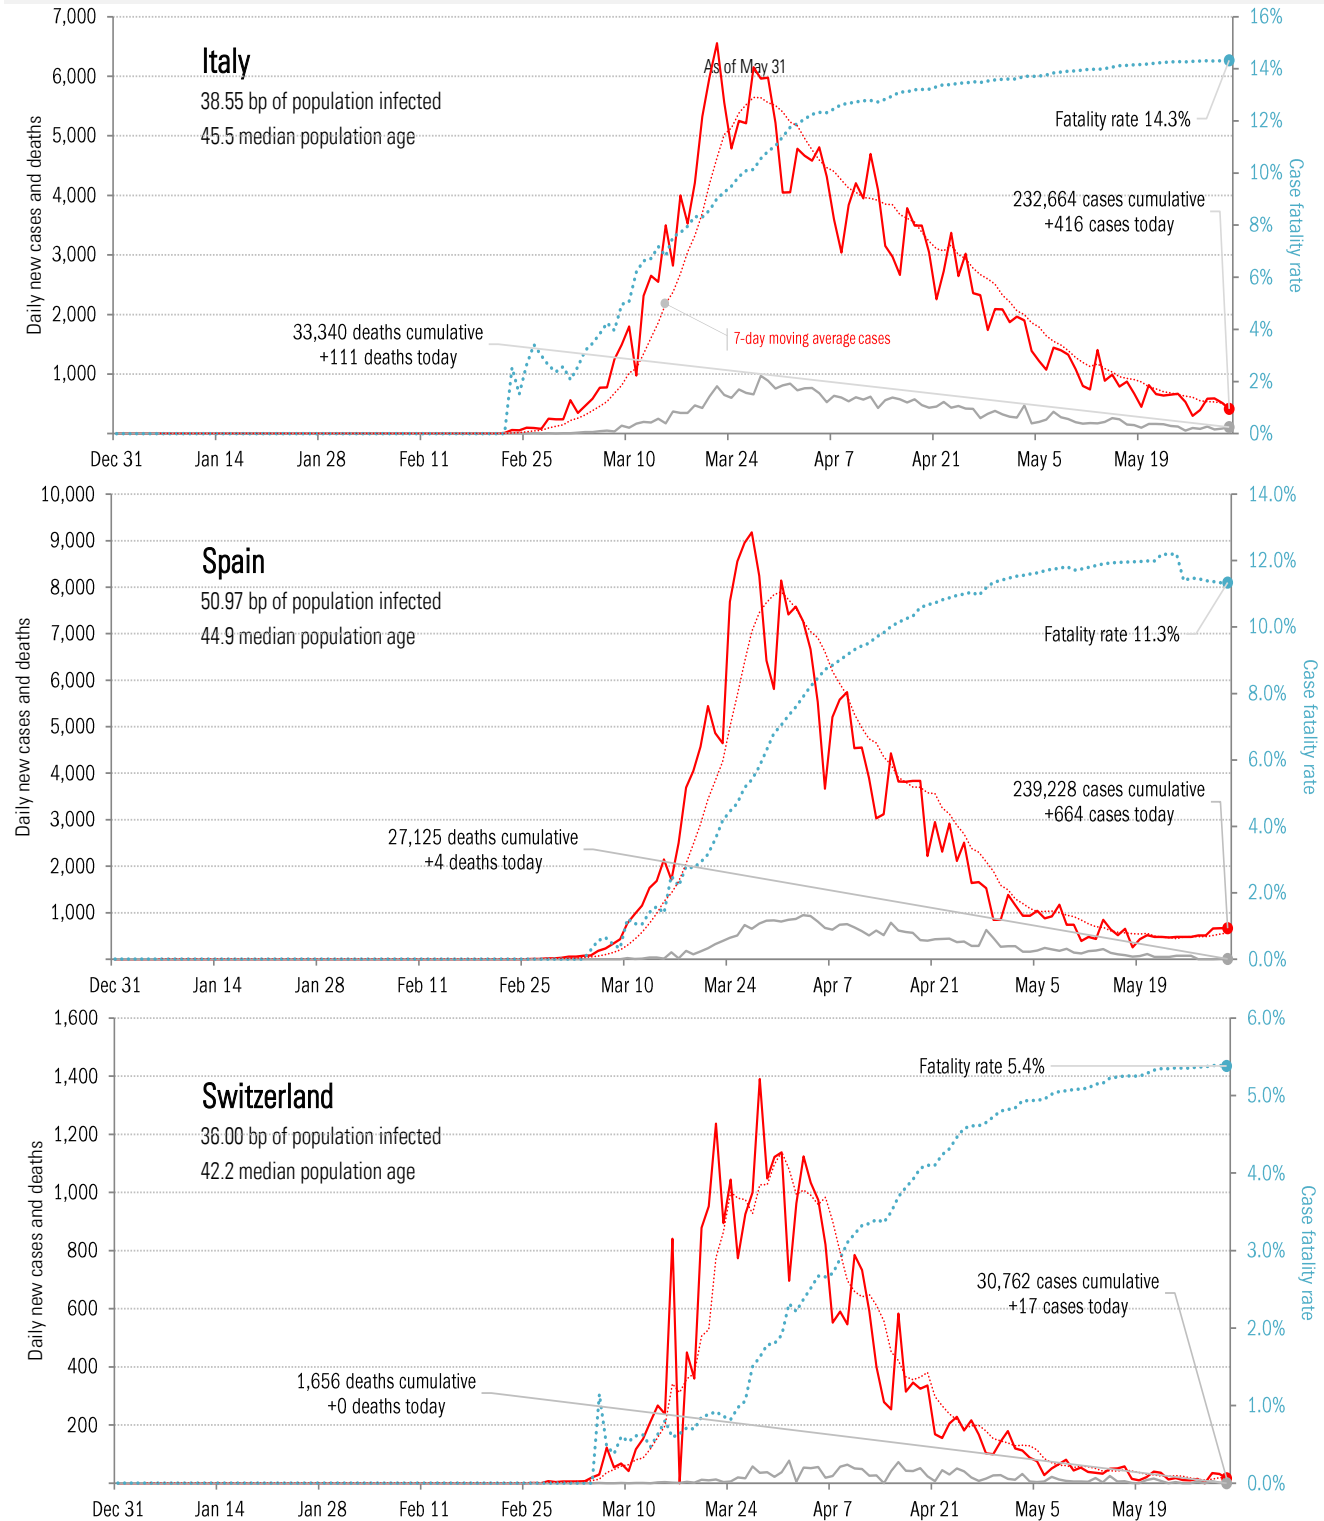 7,000
6,000
5,000
4,000
3,000
2,000
1,000
Daily new cases and deaths
Italy
38.55 bp of population infected
45.5 median population age
As of May 31
33,340 deaths cumulative
+111 deaths today
7-day moving average cases
Fatality rate 14.3%
232,664 cases cumulative
+416 cases today
16%
14%
12%
10%
8%
6%
4%
2%
0%
Case fatality rate
Dec 31 Jan 14 Jan 28 Feb 11 Feb 25 Mar 10 Mar 24 Apr 7 Apr 21 May 5 May 19
10,000
9,000
8,000
7,000
6,000
5,000
4,000
3,000
2,000
1,000
Daily new cases and deaths
Spain
50.97 bp of population infected
44.9 median population age
27,125 deaths cumulative
+4 deaths today
Fatality rate 11.3%
239,228 cases cumulative
+664 cases today
14.0%
12.0%
10.0%
8.0%
6.0%
4.0%
2.0%
0.0%
Case fatality rate
Dec 31 Jan 14 Jan 28 Feb 11 Feb 25 Mar 10 Mar 24 Apr 7 Apr 21 May 5 May 19
1,600
1,400
1,200
1,000
800
600
400
200
Daily new cases and deaths
Switzerland
36.00 bp of population infected
42.2 median population age
1,656 deaths cumulative
+0 deaths today
Fatality rate 5.4%
30,762 cases cumulative
+17 cases today
6.0%
5.0%
4.0%
3.0%
2.0%
1.0%
0.0%
Case fatality rate
Dec 31 Jan 14 Jan 28 Feb 11 Feb 25 Mar 10 Mar 24 Apr 7 Apr 21 May 5 May 19